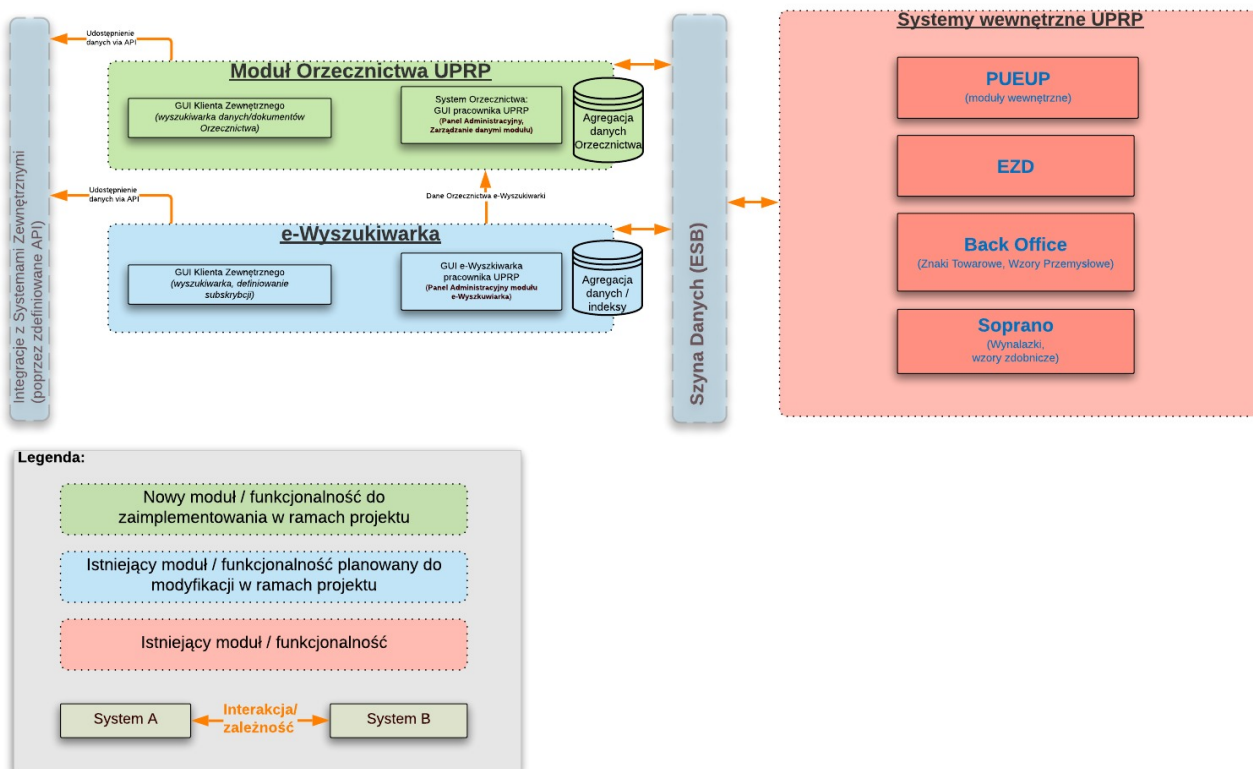 Integracje z Systemami Zewnętrznymi
(poprzez zdefiniowane API)
Udostępnienie
danych via API
Moduł Orzecznictwa UPRP
GUI Klienta Zewnętrznego
(wyszukiwarka danych/dokumentów
Orzecznictwa)
System Orzecznictwa:
GUI pracownika UPRP
(Panel Administracyjny,
Zarządzanie danymi modułu)
Agregacja
danych
Orzecznictwa
Udostępnienie
danych via API
Dane Orzecznictwa e-Wyszukiwarki
e-Wyszukiwarka
GUI Klienta Zewnętrznego
(wyszukiwarka, definiowanie
subskrybcji)
GUI e-Wyszkiwarka
pracownika UPRP
(Panel Administracyjny modułu
e-Wyszkuwiarka)
Agregacja
danych /
indeksy
Szyna Danych (ESB)
Systemy wewnętrzne UPRP
PUEUP
(moduły wewnętrzne)
EZD
Back Office
(Znaki Towarowe, Wzory Przemysłowe)
Soprano
(Wynalazki,
wzory zdobnicze)
Legenda:
Nowy moduł / funkcjonalność do
zaimplementowania w ramach projektu
Istniejący moduł / funkcjonalność planowany do
modyfikacji w ramach projektu
Istniejący moduł / funkcjonalność
System A
Interakcja/
zależność
System B